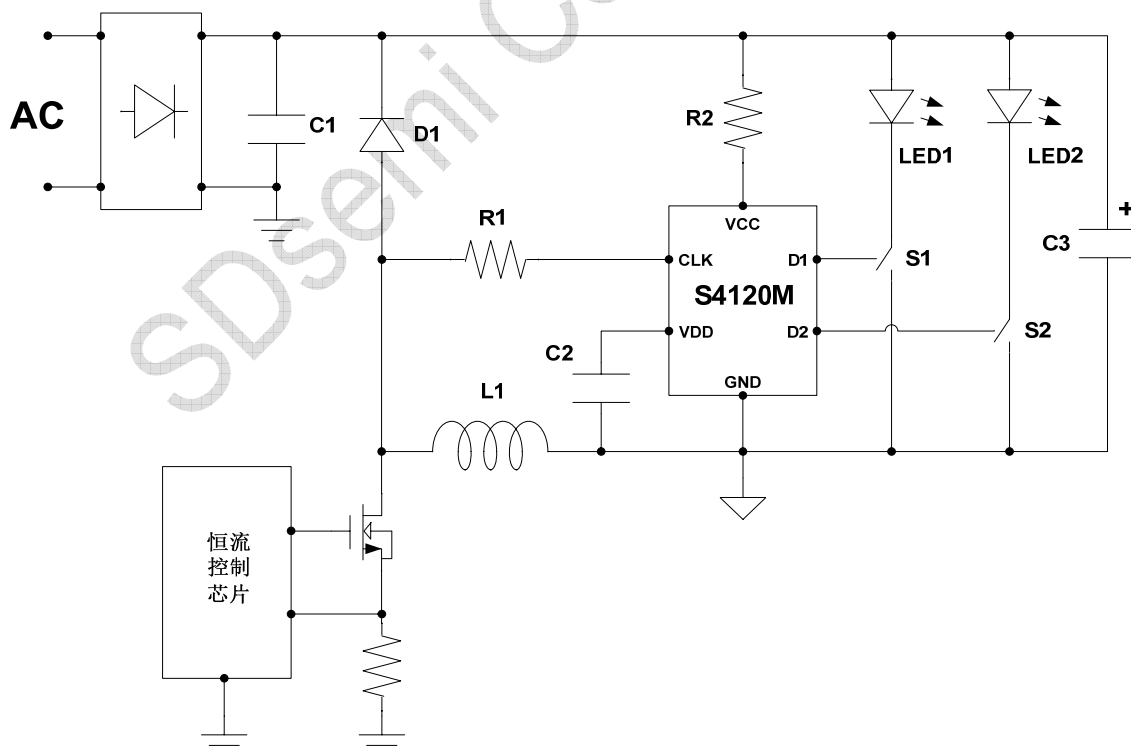 SDsemi Co
AC
C1
D1
R2
LED1
LED2
+
C3
R1
VCC
CLK
D1
S4120M
VDD
D2
GND
S1
S2
C2
L1
恒流
控制
芯片